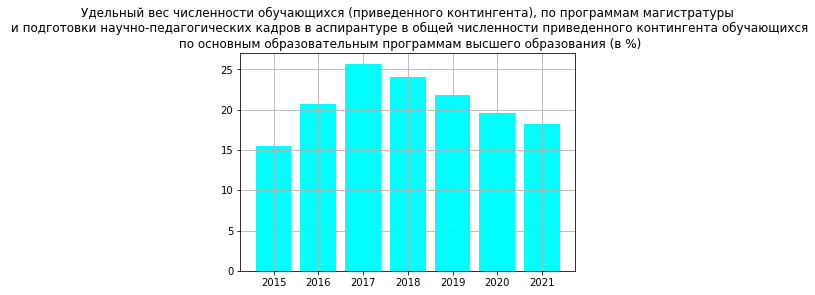 Удельный вес численности обучающихся (приведенного контингента), по программам магистратуры
и подготовки научно-педагогических кадров в аспирантуре в общей численности приведенного контингента обучающихся
по основным образовательным программам высшего образования (в %)
25
20
15
10
5
0
2015 2016 2017 2018 2019 2020 2021